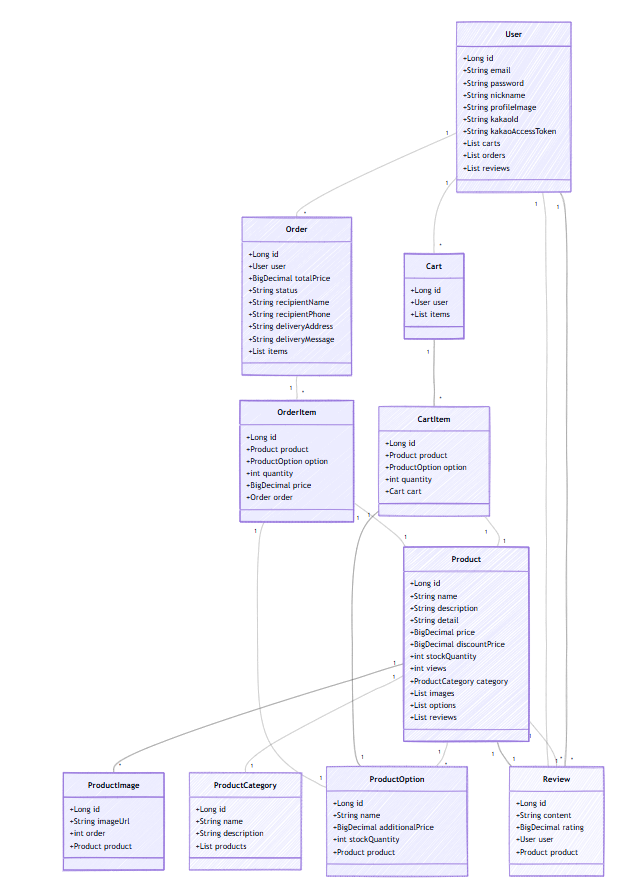 User
+Long id
+String email
+String password
+String nickname
+String profileImage
+String kakaoId
+String kakaoAccessToken
+List carts
+List orders
+List reviews
1
1
1
1
*
*
Order
+Long id
+User user
+BigDecimal totalPrice
+String status
+String recipientName
+String recipientPhone
+String deliveryAddress
+String deliveryMessage
+List items
Cart
+Long id
+User user
+List items
1
1
*
*
OrderItem
+Long id
+Product product
+ProductOption option
+int quantity
+BigDecimal price
+Order order
CartItem
+Long id
+Product product
+ProductOption option
+int quantity
+Cart cart
1
1
1
1
1
1
Product
+Long id
+String name
+String description
+String detail
+BigDecimal price
+BigDecimal discountPrice
+int stockQuantity
+int views
+ProductCategory category
+List images
+List options
+List reviews
1
1
1
1
1
*
1
1
1
*
1
*
*
*
ProductImage
+Long id
+String imageUrl
+int order
+Product product
ProductCategory
+Long id
+String name
+String description
+List products
ProductOption
+Long id
+String name
+BigDecimal additionalPrice
+int stockQuantity
+Product product
Review
+Long id
+String content
+BigDecimal rating
+User user
+Product product